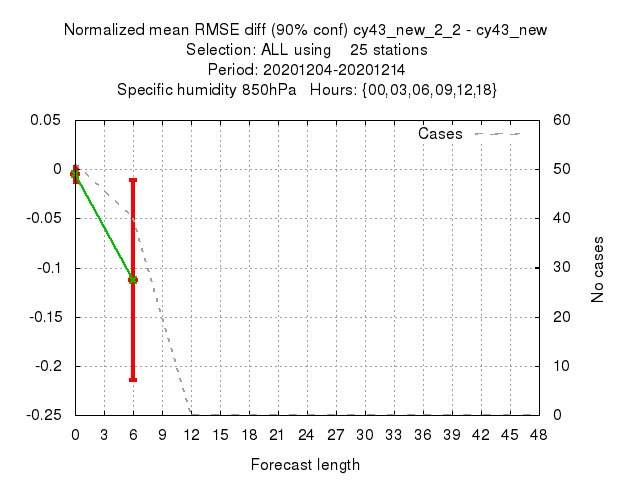 Normalized mean RMSE diff (90% conf) cy43_new_2_2 - cy43_new
Selection: ALL using    25 stations
Period: 20201204-20201214
Specific humidity 850hPa   Hours: {00,03,06,09,12,18}
Cases
0.05
0
-0.05
-0.1
-0.15
-0.2
-0.25
60
50
40
30
20
10
0
No cases
0 3 6 9 12 15 18 21 24 27 30 33 36 39 42 45 48
Forecast length